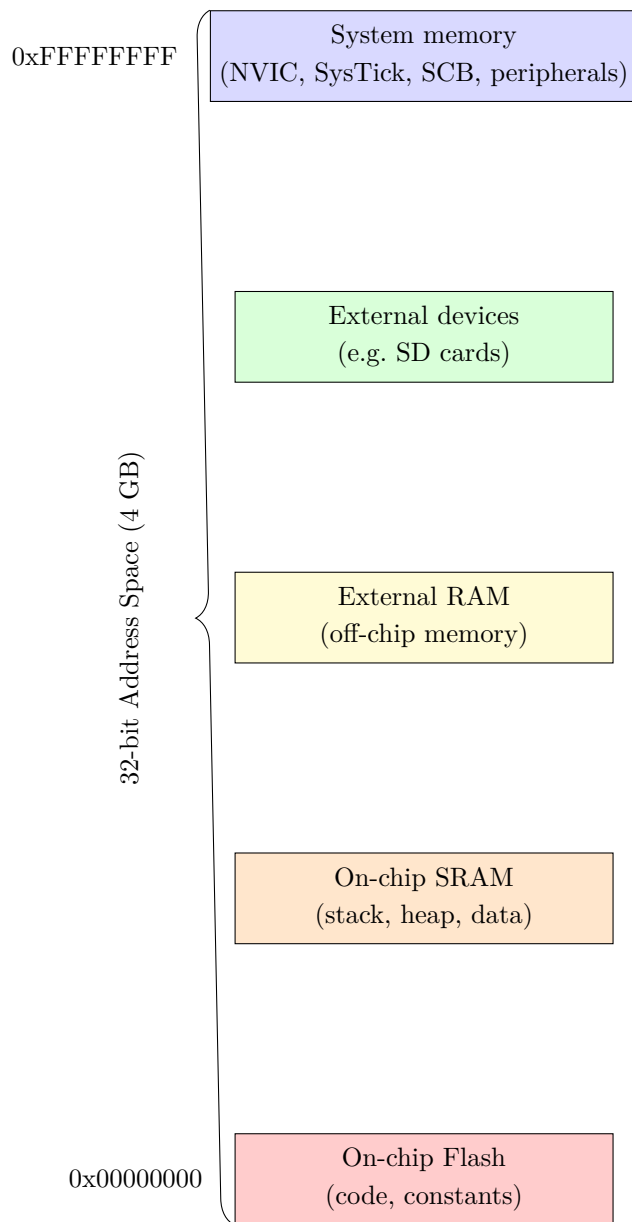 0xFFFFFFFF
System memory
(NVIC, SysTick, SCB, peripherals)
External devices
(e.g. SD cards)
32-bit Address Space (4 GB)
External RAM
(off-chip memory)
On-chip SRAM
(stack, heap, data)
0x00000000
On-chip Flash
(code, constants)